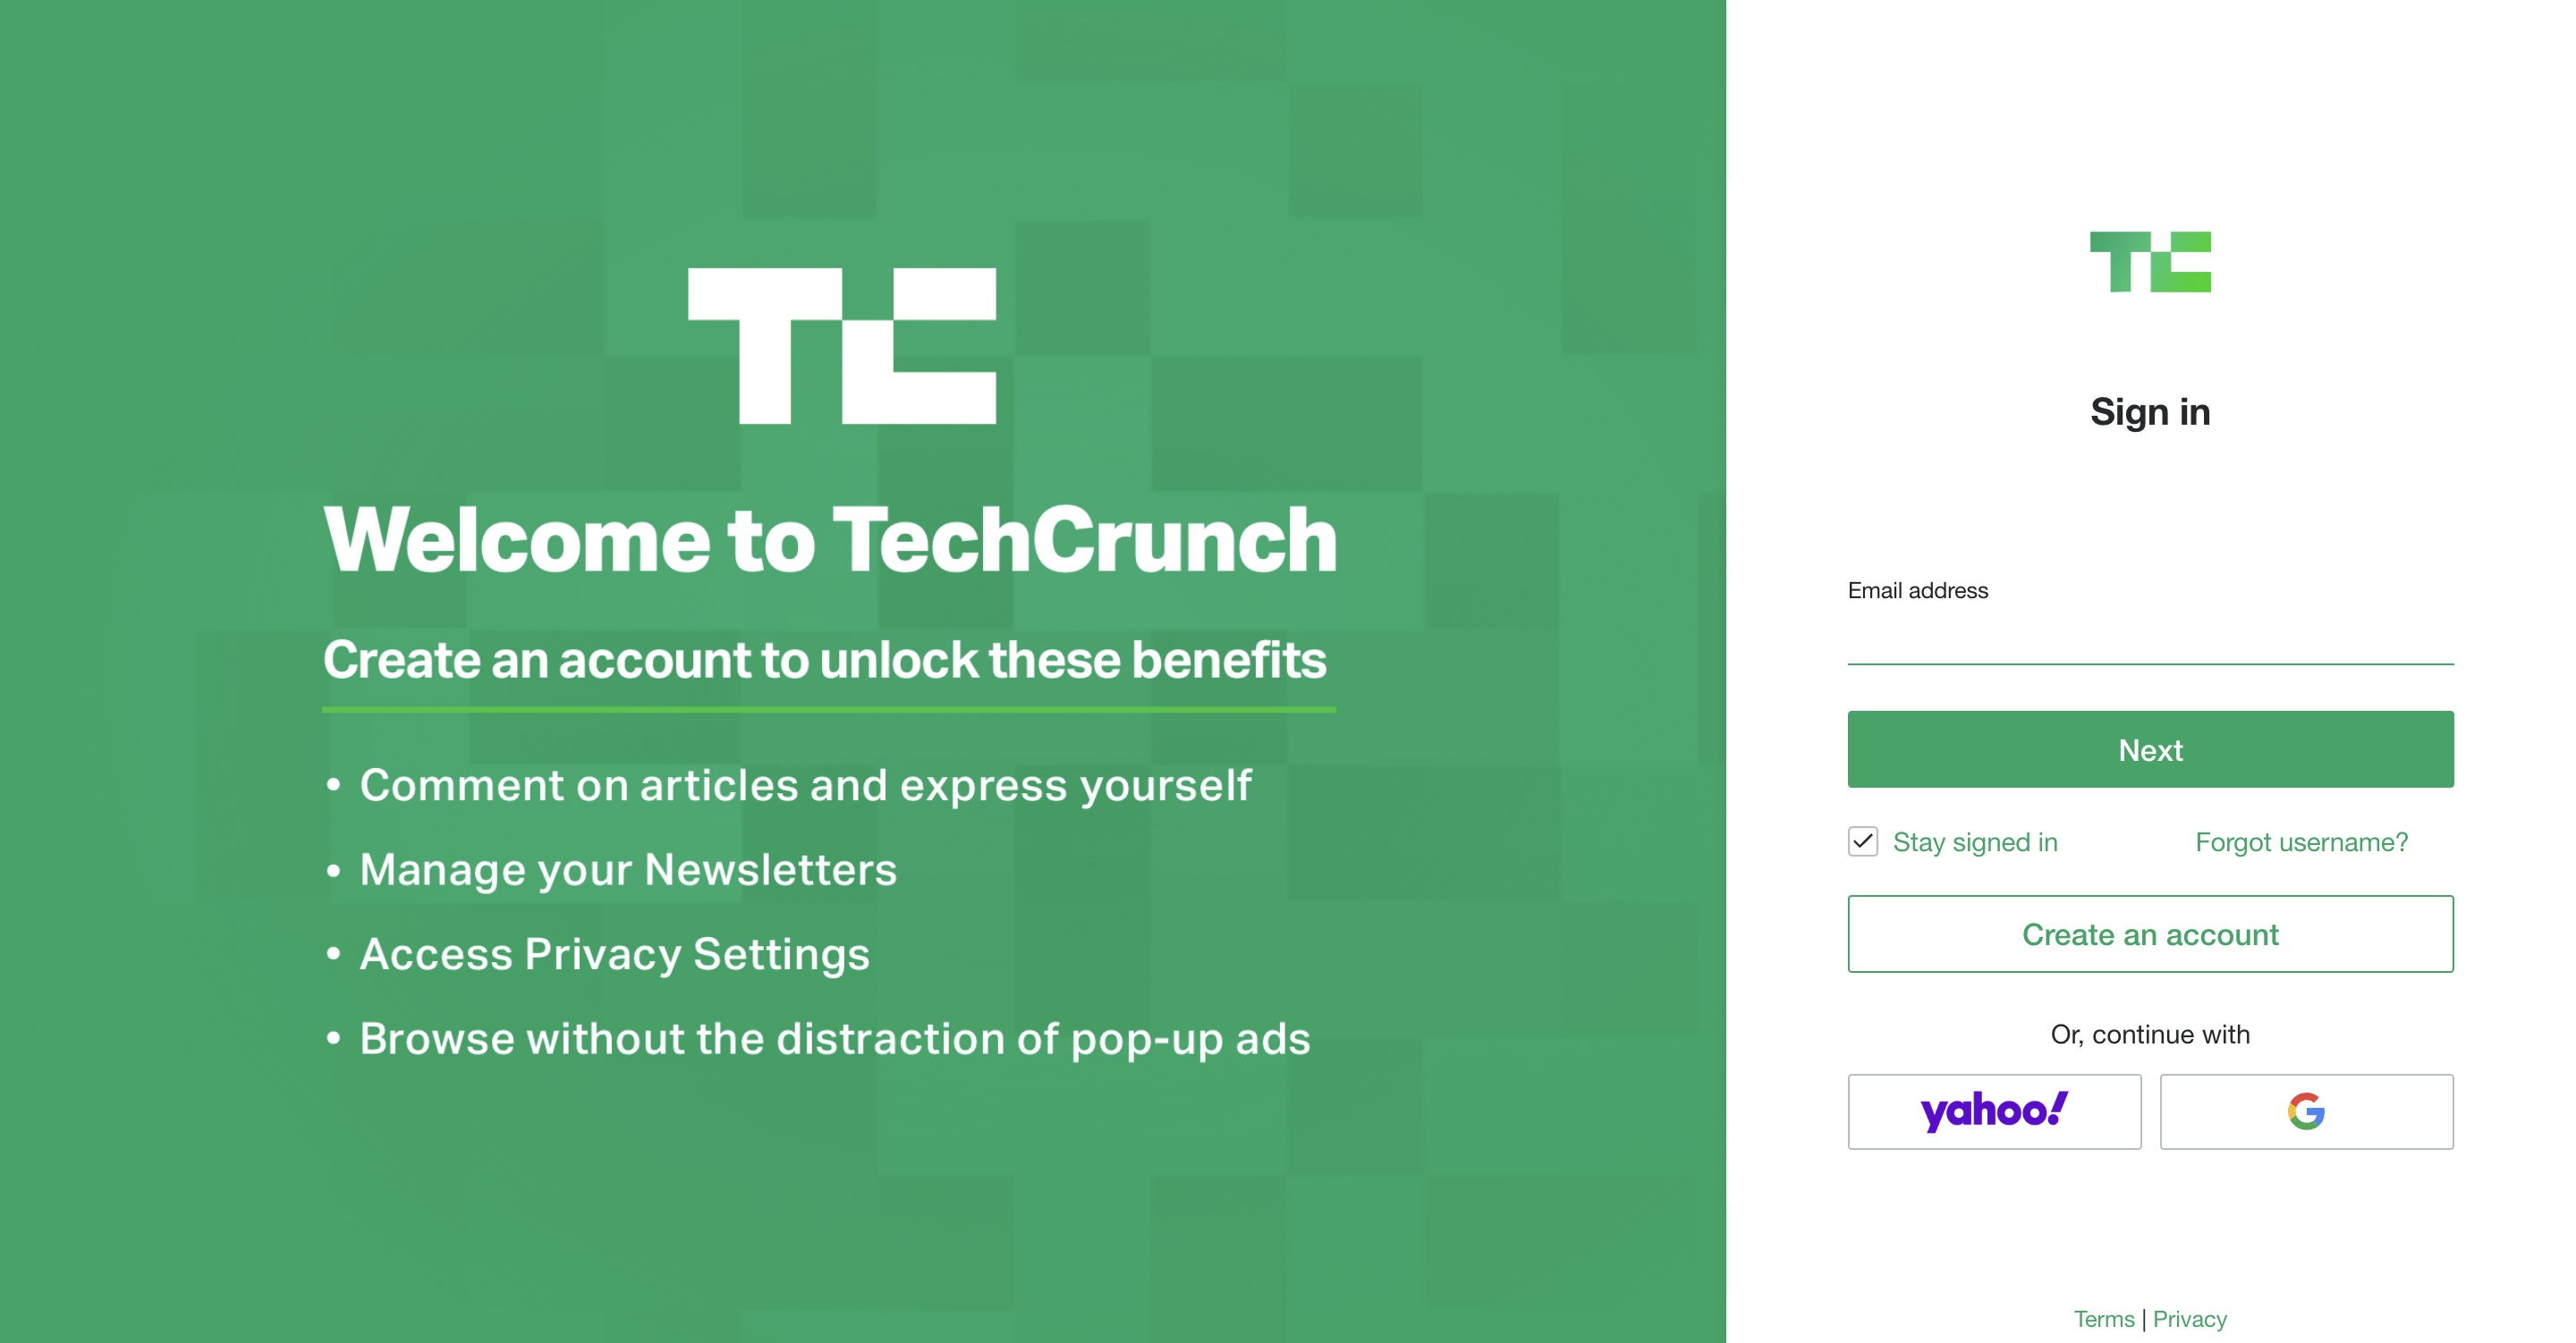 TC
Welcome to TechCrunch
Create an account to unlock these benefits
• Comment on articles and express yourself
• Manage your Newsletters
• Access Privacy Settings
• Browse without the distraction of pop-up ads
TC
Sign in
Email address
Next
Stay signed in
Forgot username?
Create an account
Or, continue with
yahoo!
G
Terms | Privacy